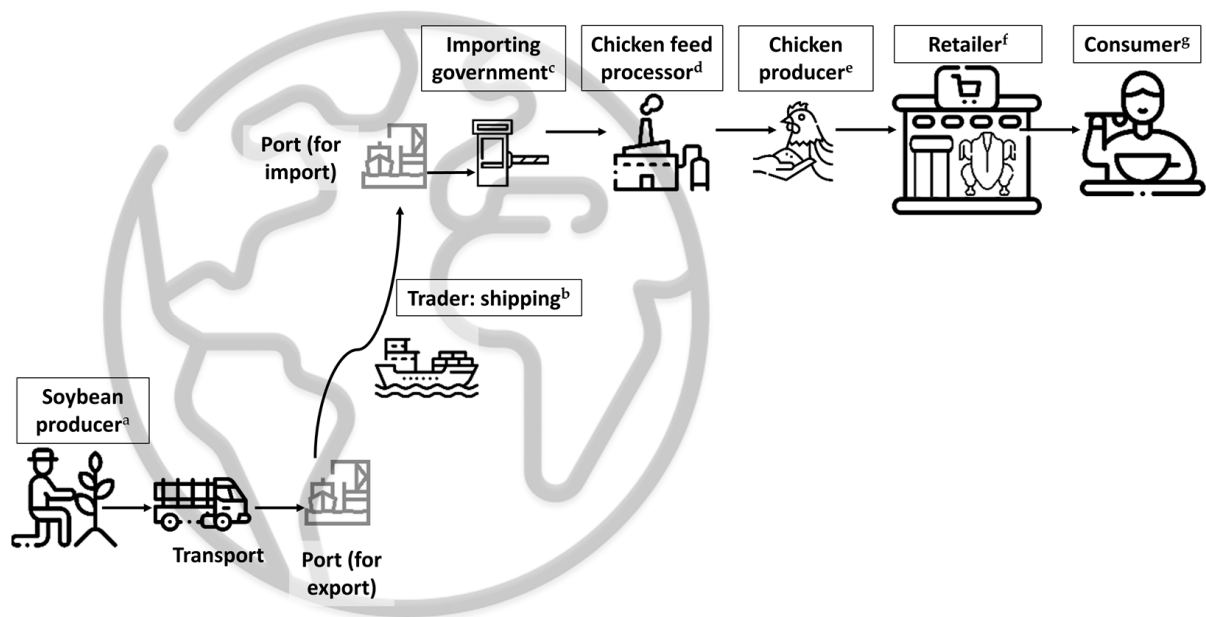 Importing
governmentᶜ
Chicken feed
processorᵈ
Chicken
producerᵉ
Retailerᶠ
Consumerᵍ
Port (for
import)
Trader: shippingᵇ
Soybean
producerᵃ
Transport
Port (for
export)